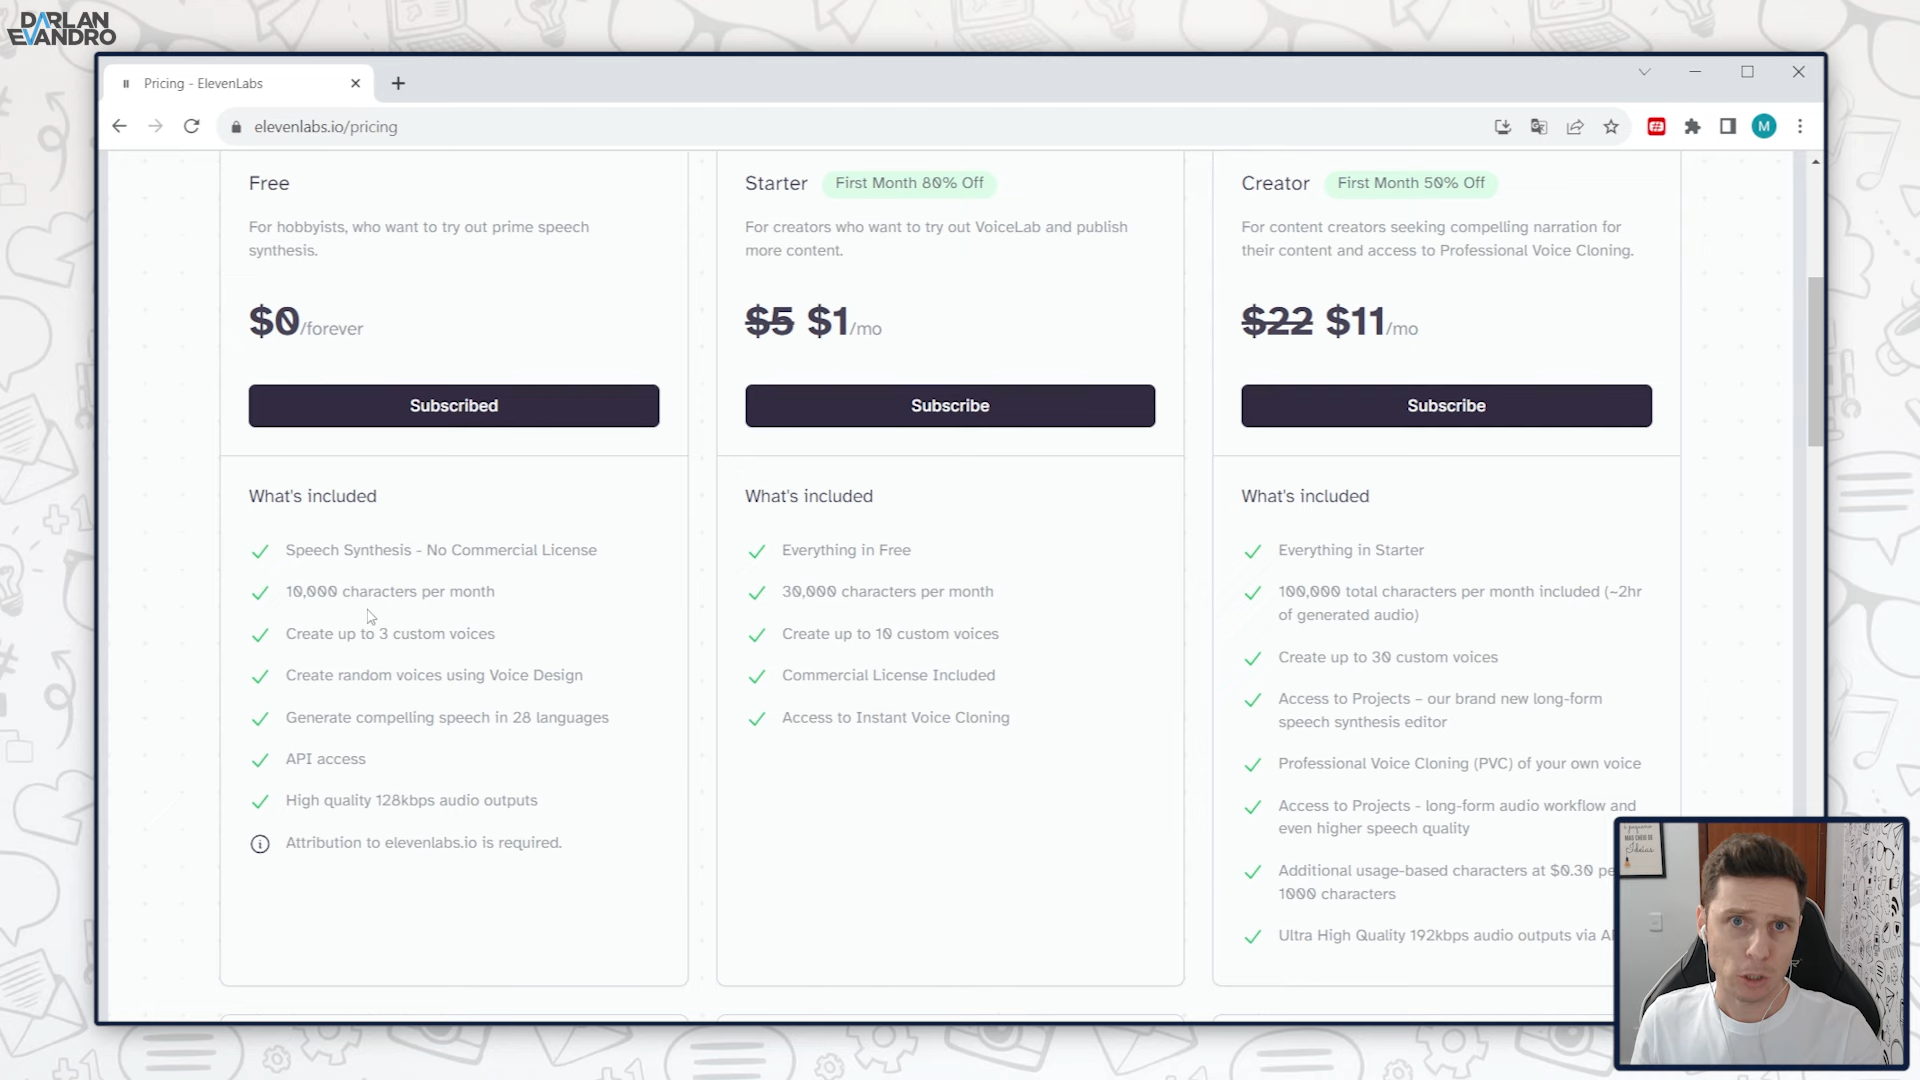 DARLAN
EVANDRO
Pricing - ElevenLabs
elevenlabs.io/pricing
M
Free
For hobbyists, who want to try out prime speech
synthesis.
$0/forever
Subscribed
What's included
Speech Synthesis - No Commercial License
10,000 characters per month
Create up to 3 custom voices
Create random voices using Voice Design
Generate compelling speech in 28 languages
API access
High quality 128kbps audio outputs
Attribution to elevenlabs.io is required.
Starter First Month 80% Off
For creators who want to try out VoiceLab and publish
more content.
$5 $1/mo
Subscribe
What's included
Everything in Free
30,000 characters per month
Create up to 10 custom voices
Commercial License Included
Access to Instant Voice Cloning
Creator First Month 50% Off
For content creators seeking compelling narration for
their content and access to Professional Voice Cloning.
$22 $11/mo
Subscribe
What's included
Everything in Starter
100,000 total characters per month included (~2hr
of generated audio)
Create up to 30 custom voices
Access to Projects – our brand new long-form
speech synthesis editor
Professional Voice Cloning (PVC) of your own voice
Access to Projects - long-form audio workflow and
even higher speech quality
Additional usage-based characters at $0.30 pe
1000 characters
Ultra High Quality 192kbps audio outputs via A
MAIS CHEIO DE
Ideias